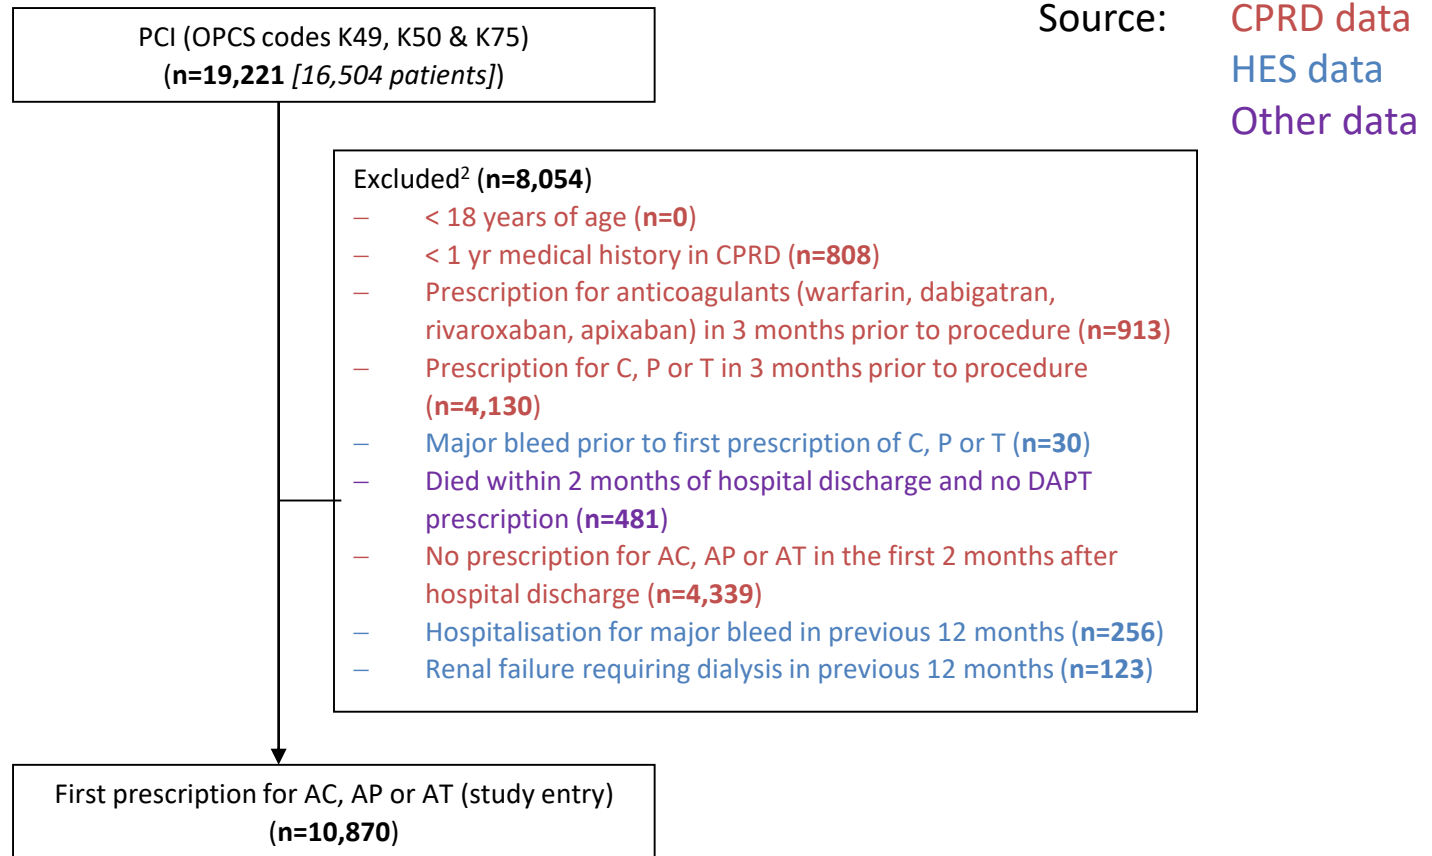 PCI (OPCS codes K49, K50 & K75)
(n=19,221 [16,504 patients])
Source:
CPRD data
HES data
Other data
Excluded² (n=8,054)
– < 18 years of age (n=0)
– < 1 yr medical history in CPRD (n=808)
– Prescription for anticoagulants (warfarin, dabigatran,
rivaroxaban, apixaban) in 3 months prior to procedure (n=913)
– Prescription for C, P or T in 3 months prior to procedure
(n=4,130)
– Major bleed prior to first prescription of C, P or T (n=30)
– Died within 2 months of hospital discharge and no DAPT
prescription (n=481)
– No prescription for AC, AP or AT in the first 2 months after
hospital discharge (n=4,339)
– Hospitalisation for major bleed in previous 12 months (n=256)
– Renal failure requiring dialysis in previous 12 months (n=123)
First prescription for AC, AP or AT (study entry)
(n=10,870)